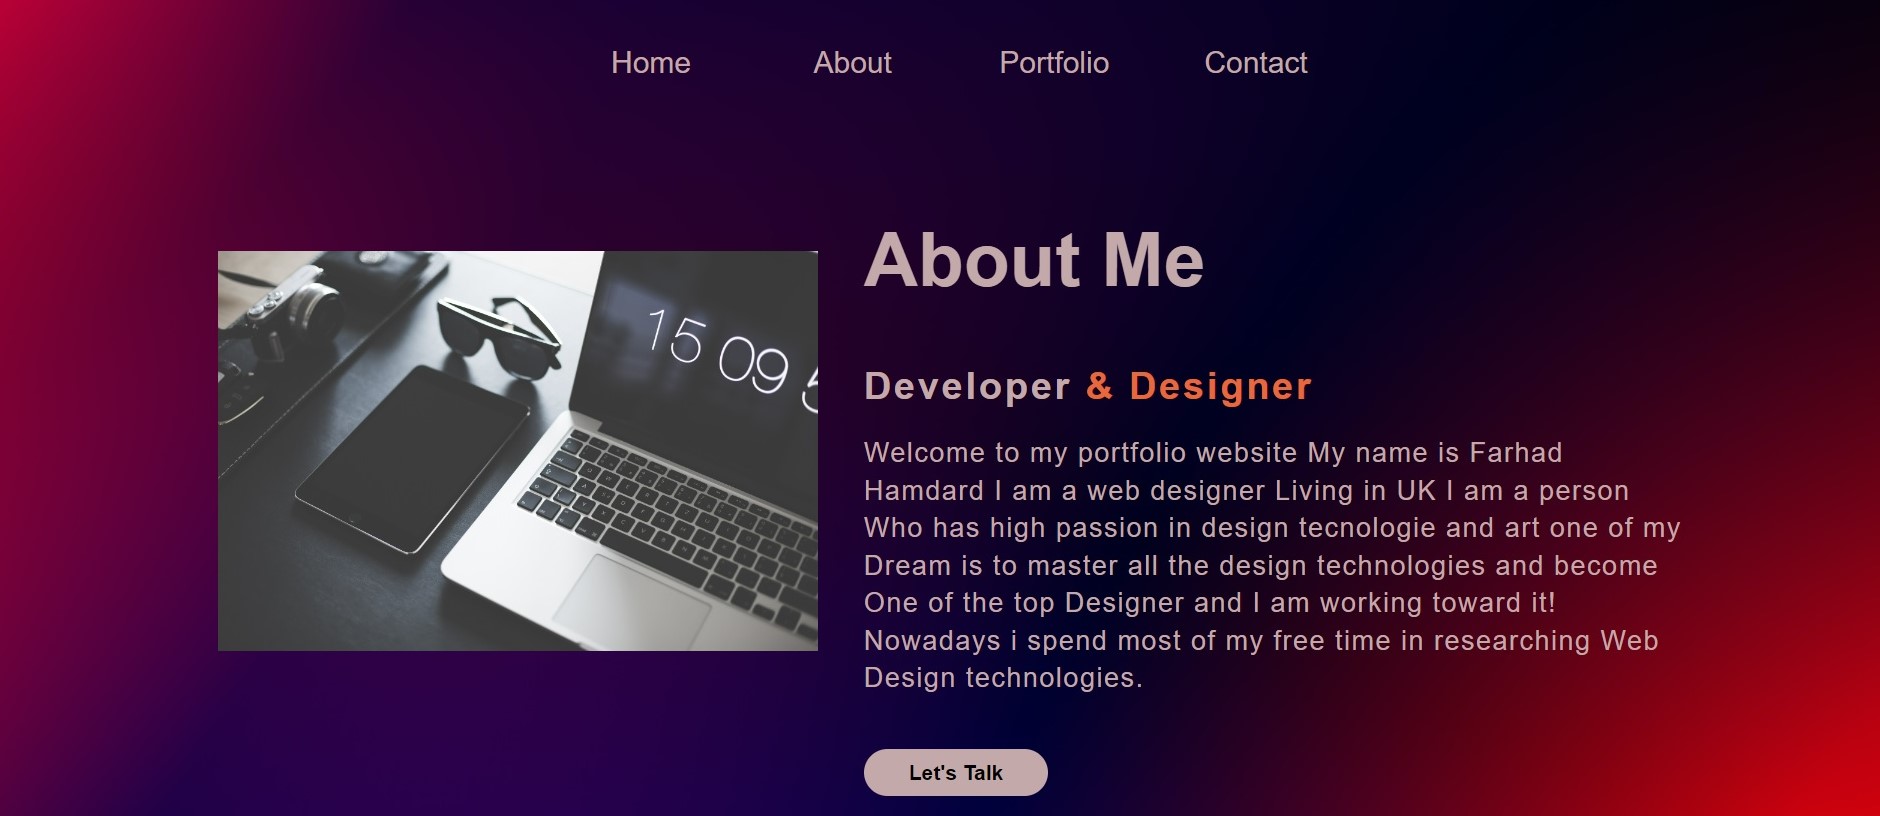 Home About Portfolio Contact
About Me
15 09
Developer & Designer
Welcome to my portfolio website My name is Farhad
Hamdard I am a web designer Living in UK I am a person
Who has high passion in design tecnologie and art one of my
Dream is to master all the design technologies and become
One of the top Designer and I am working toward it!
Nowadays i spend most of my free time in researching Web
Design technologies.
Let's Talk